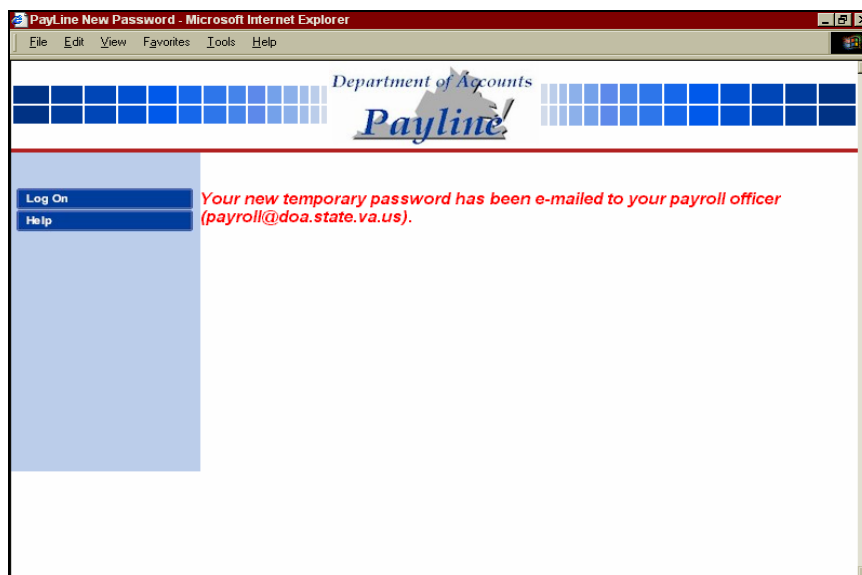 PayLine New Password - Microsoft Internet Explorer
File Edit View Favorites Tools Help
Department of Accounts
Payline
Log On
Help
Your new temporary password has been e-mailed to your payroll officer
(payroll@doa.state.va.us).